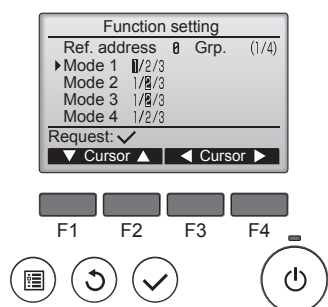 Function setting
Ref. address 0 Grp. (1/4)
Mode 1 1/2/3
Mode 2 1/2/3
Mode 3 1/2/3
Mode 4 1/2/3
Request: ✓
▼ Cursor ▲ ◀ Cursor ▶
F1 F2 F3 F4